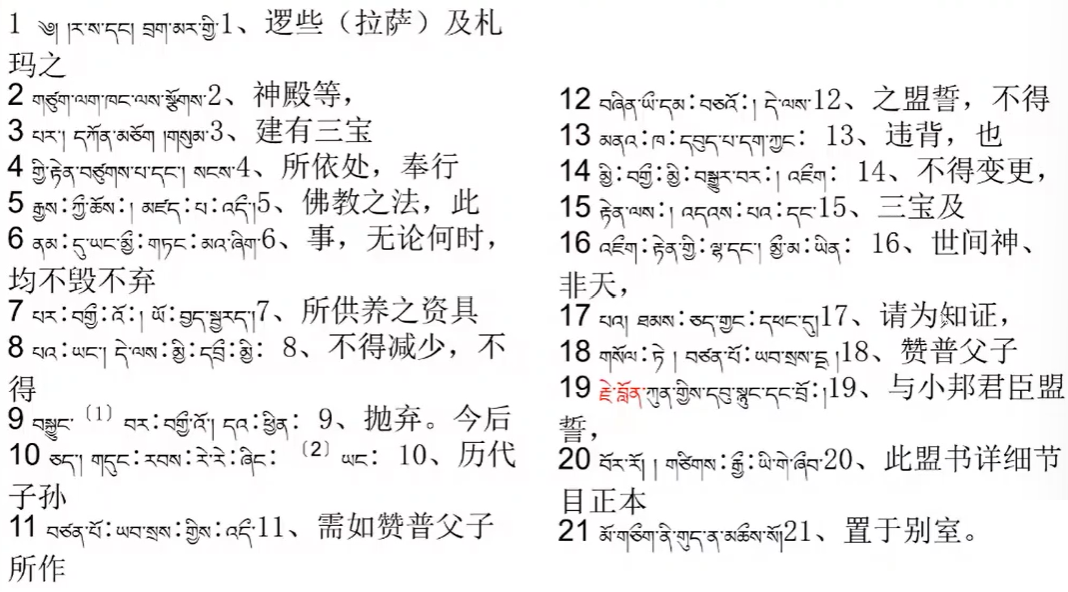 1 ༄། །ར་ས་དང། བྲག་མར་གྱི་1、逻些（拉萨）及札
玛之
2 གཙུག་ལག་ཁང་ལས་སྩོགས་2、神殿等，
3 པར། དཀོན་མཆོག །གསུམ་3、建有三宝
4 གྱི་རྟེན་བཙུགས་པ་དང༌། སངས་4、所依处，奉行
5 རྒྱས་ཀྱི་ཆོས༔། མཛད༔པ༔འདི།5、佛教之法，此
6 ནམ༔དུ་ཡང་མྱི༔གཏང༔མའ་ཞིག་6、事，无论何时，
均不毁不弃
7 པར༔བགྱི༔འོ༔། ཡོ༔བྱད་སྦྱརད།7、所供养之资具
8 པའ༔ཡང༌། དེ་ལས༔མྱི༔དབྲི༔མྱི༔ 8、不得减少，不
得
9 བསྐྱུང་（1）བར༔བགྱི་འོ། དའ༔ཕྱིན༔ 9、抛弃。今后
10 ཅད། གདུང༔རབས༔རེ་རེ༔ཞིང༔（2）ཡང༔ 10、历代
子孙
11 བཙན་པོ༔ཡབ་སྲས༔གྱིས༔འདི་11、需如赞普父子
所作
12 བཞིན་ཡི་དམ༔བཅའོ༔། དེ་ལས་12、之盟誓，不得
13 མནའ༔ཁ༔དབུད་པ་དག་ཀྱང༔ 13、违背，也
14 མྱི༔བགྱི༔མྱི༔བསྒྱུར་བར༔། འཇིག༔ 14、不得变更，
15 རྟེན་ལས༔། འདའས༔པའ༔དང་15、三宝及
16 འཇིག༔རྟེན་གྱི༔ལྷ་དང༌། མྱི་མ༔ཡིན༔ 16、世间神、
非天，
17 པའ། ཐམས༔ཅད་ཀྱང༔དཔང་དུ།17、请为知证，
18 གསོལ༔ཏེ ། བཙན་པོ༔ཡབ་སྲས་དང །18、赞普父子
19 རྗེ་བློན་ཀུན་གྱིས་དབུ་སྙུང་དང་བྲོ༔།19、与小邦君臣盟
誓，
20 བོར་རོ། །གཙིགས༔རྒྱི༔ཡི་གེ་ཞིབ་20、此盟书详细节
目正本
21 མོ་གཅིག་ནི་གུད་ན་མཆིས་སོ།21、置于别室。